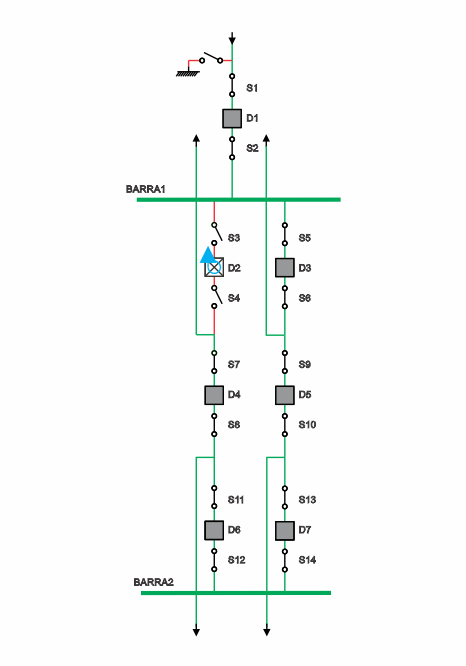 S1
D1
S2
BARRA1
S3 S5
D2 D3
S4 S6
S7 S9
D4 D5
S8 S10
S11 S13
D6 D7
S12 S14
BARRA2